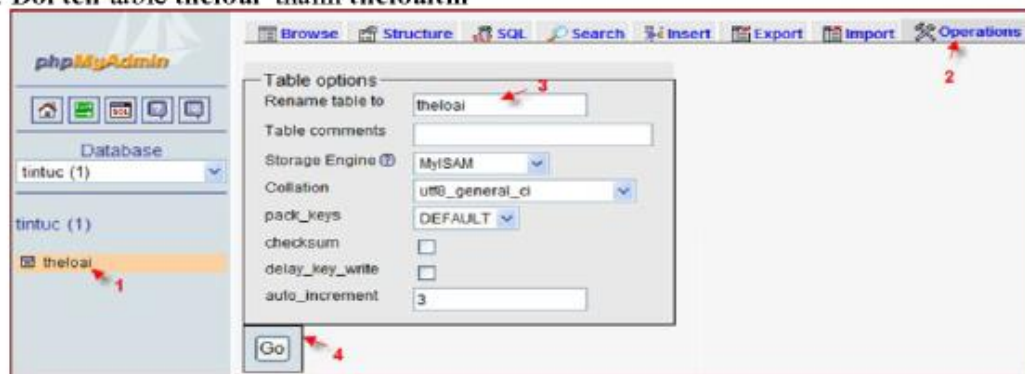 Đổi tên table theloai thành theloaitin
Browse Structure SQL Search Insert Export Import Operations
2
phpMyAdmin
Database
tintuc (1)
tintuc (1)
theloai
1
Table options
Rename table to theloai
3
Table comments
Storage Engine MyISAM
Collation utf8_general_ci
pack_keys DEFAULT
checksum
delay_key_write
auto_increment 3
Go
4